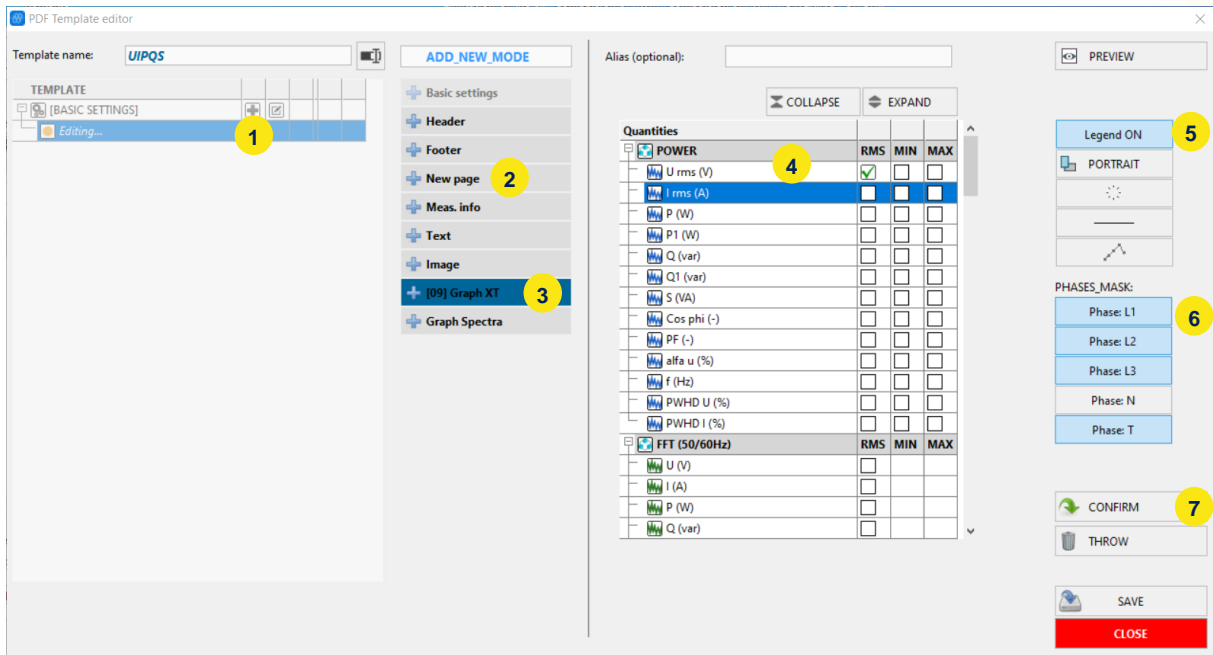 PDF Template editor
Template name: UIPQS
TEMPLATE
[BASIC SETTINGS]
Editing...
1
ADD_NEW_MODE
Basic settings
Header
Footer
New page
2
Meas. info
Text
Image
[09] Graph XT
3
Graph Spectra
Alias (optional):
COLLAPSE EXPAND
Quantities
POWER RMS MIN MAX
4
U rms (V)
I rms (A)
P (W)
P1 (W)
Q (var)
Q1 (var)
S (VA)
Cos phi (-)
PF (-)
alfa u (%)
f (Hz)
PWHD U (%)
PWHD I (%)
FFT (50/60Hz) RMS MIN MAX
U (V)
I (A)
P (W)
Q (var)
PREVIEW
Legend ON
5
PORTRAIT
PHASES_MASK:
Phase: L1
6
Phase: L2
Phase: L3
Phase: N
Phase: T
CONFIRM
7
THROW
SAVE
CLOSE